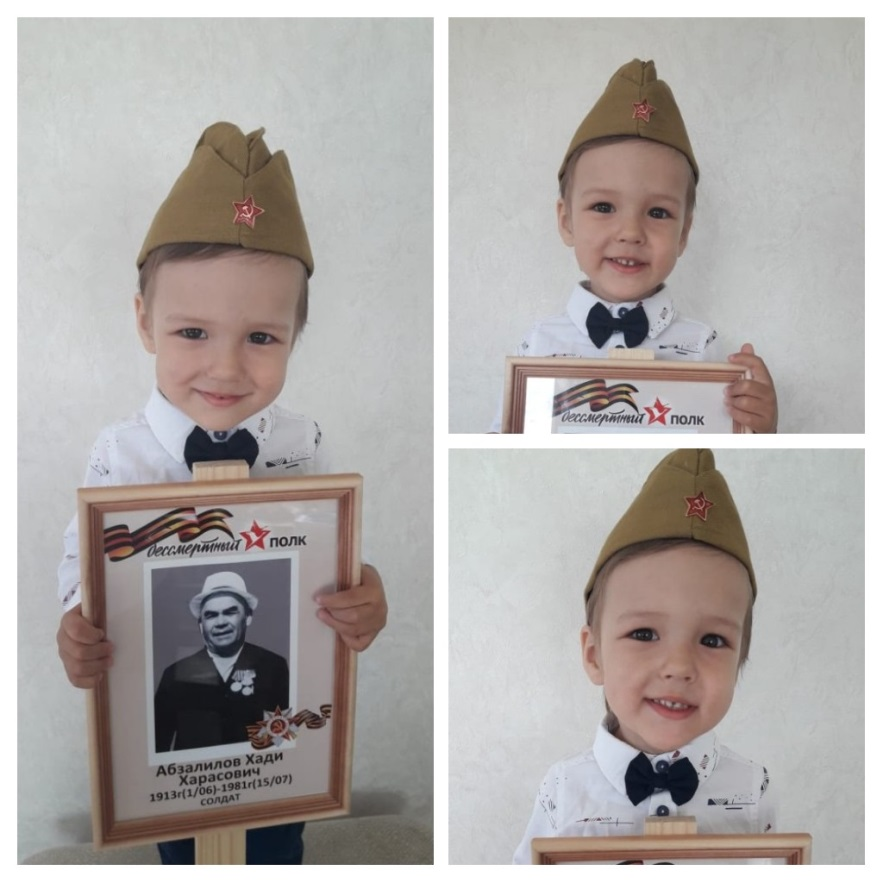 бессмертный полк
Абзалилов Хади
Харасович
1913г(1/06)-1981г(15/07)
СОЛДАТ
бессмертный полк